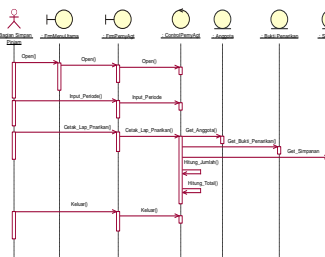 Bagian Simpan Pinjam
FrmMenuUtama
FrmPemyAgt
ControlPemyAgt
Anggota
Bukti Penarikan
Open()
Open()
Open()
Input_Periode()
Input_Periode
Cetak_Lap_Pnarikan()
Cetak_Lap_Pnarikan()
Get_Anggota()
Get_Bukti_Penarikan()
Get_Simpanan
Hitung_Jumlah()
Hitung_Total()
Keluar()
Keluar()